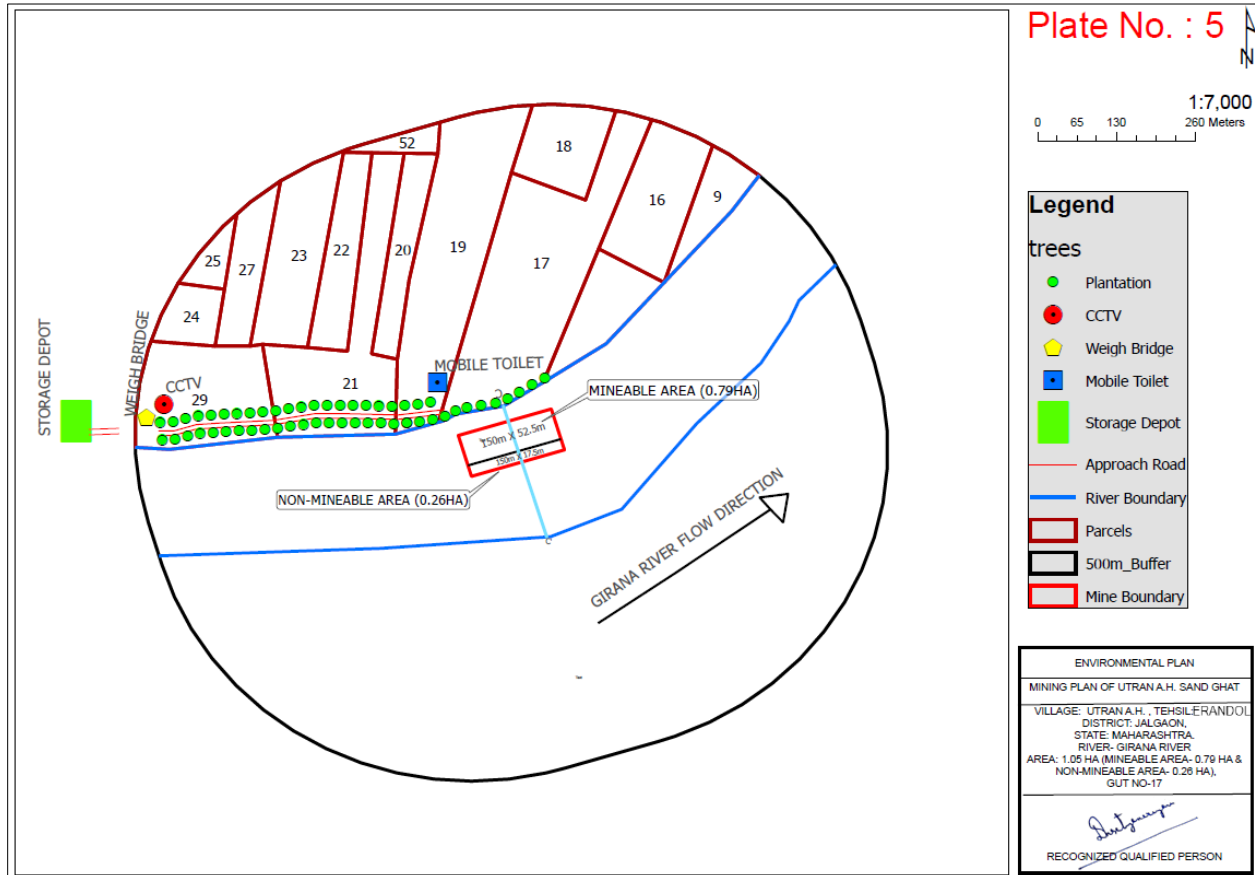 Plate No. : 5
N
1:7,000
0 65 130 260 Meters
Legend
trees
Plantation
CCTV
Weigh Bridge
Mobile Toilet
Storage Depot
Approach Road
River Boundary
Parcels
500m_Buffer
Mine Boundary
52
18
16
9
25
27
23
22
20
19
17
24
21
29
STORAGE DEPOT
WEIGH BRIDGE
CCTV
MOBILE TOILET
MINEABLE AREA (0.79HA)
150m X 52.5m
150m X 17.5m
NON-MINEABLE AREA (0.26HA)
GIRANA RIVER FLOW DIRECTION
ENVIRONMENTAL PLAN
MINING PLAN OF UTRAN A.H. SAND GHAT
VILLAGE: UTRAN A.H. , TEHSIL:ERANDOL
DISTRICT: JALGAON,
STATE: MAHARASHTRA.
RIVER- GIRANA RIVER
AREA: 1.05 HA (MINEABLE AREA- 0.79 HA &
NON-MINEABLE AREA- 0.26 HA),
GUT NO-17
RECOGNIZED QUALIFIED PERSON